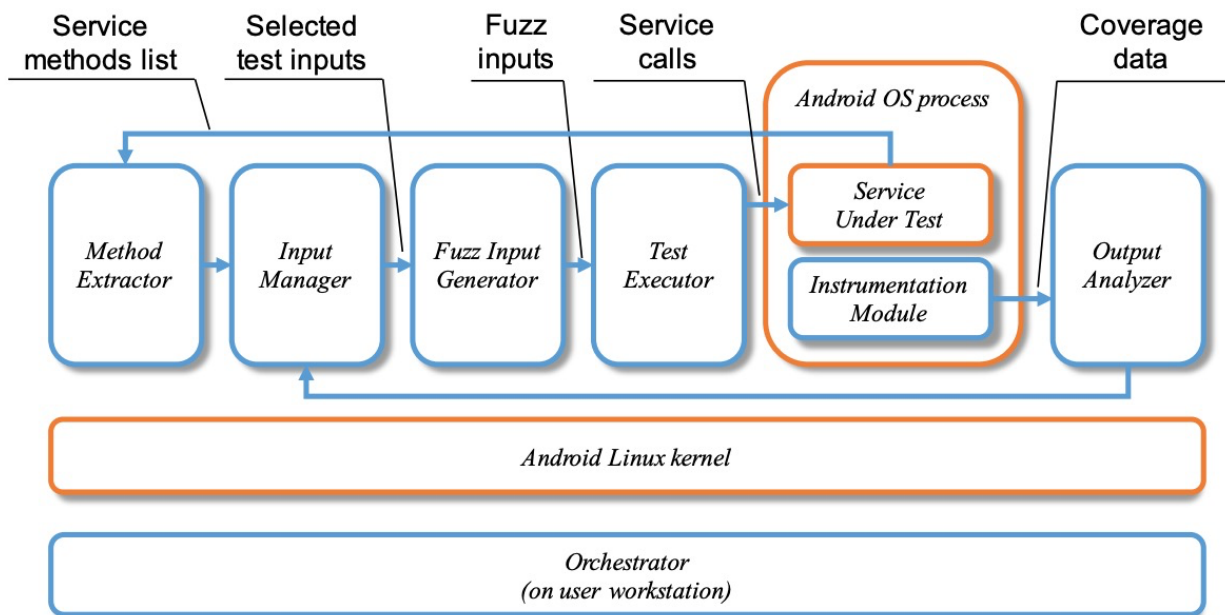 Service
methods list
Selected
test inputs
Fuzz
inputs
Service
calls
Coverage
data
Android OS process
Method
Extractor
Input
Manager
Fuzz Input
Generator
Test
Executor
Service
Under Test
Instrumentation
Module
Output
Analyzer
Android Linux kernel
Orchestrator
(on user workstation)